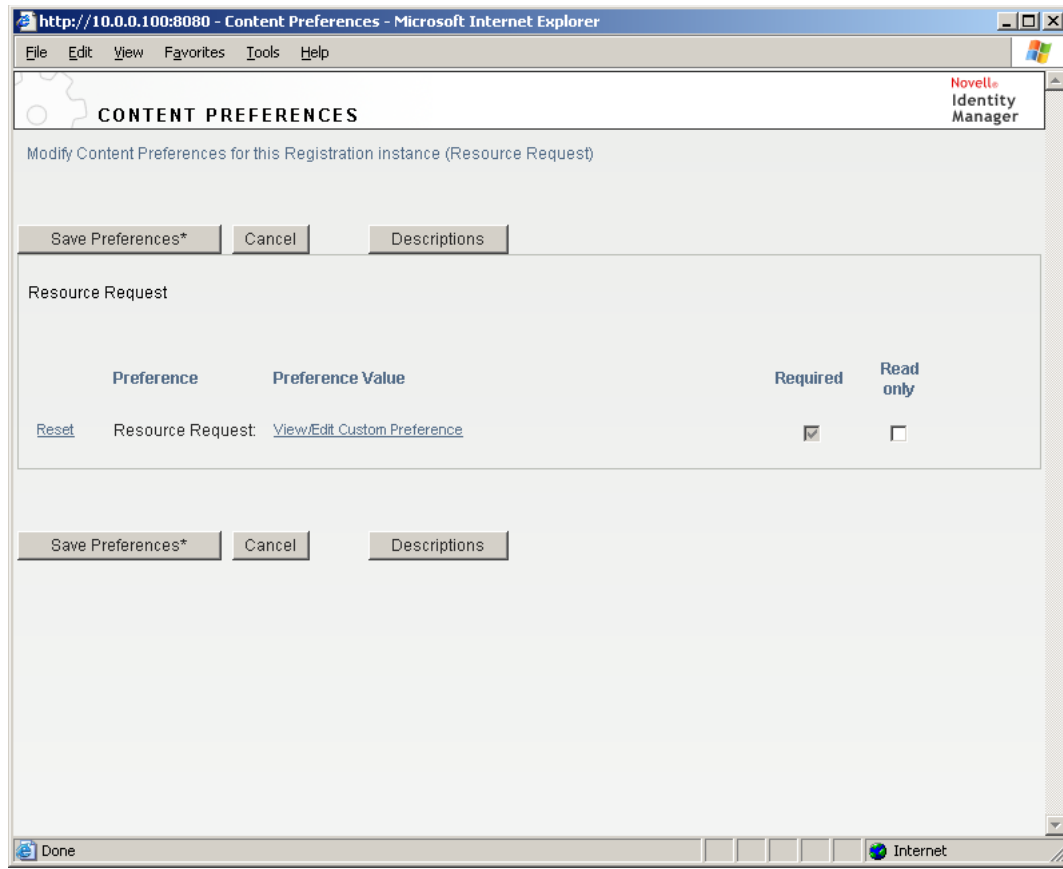 http://10.0.0.100:8080 - Content Preferences - Microsoft Internet Explorer
File Edit View Favorites Tools Help
Novell®
Identity
Manager
CONTENT PREFERENCES
Modify Content Preferences for this Registration instance (Resource Request)
Save Preferences* Cancel Descriptions
Resource Request
Preference Preference Value Required Read only
Reset Resource Request: View/Edit Custom Preference
Save Preferences* Cancel Descriptions
Done Internet